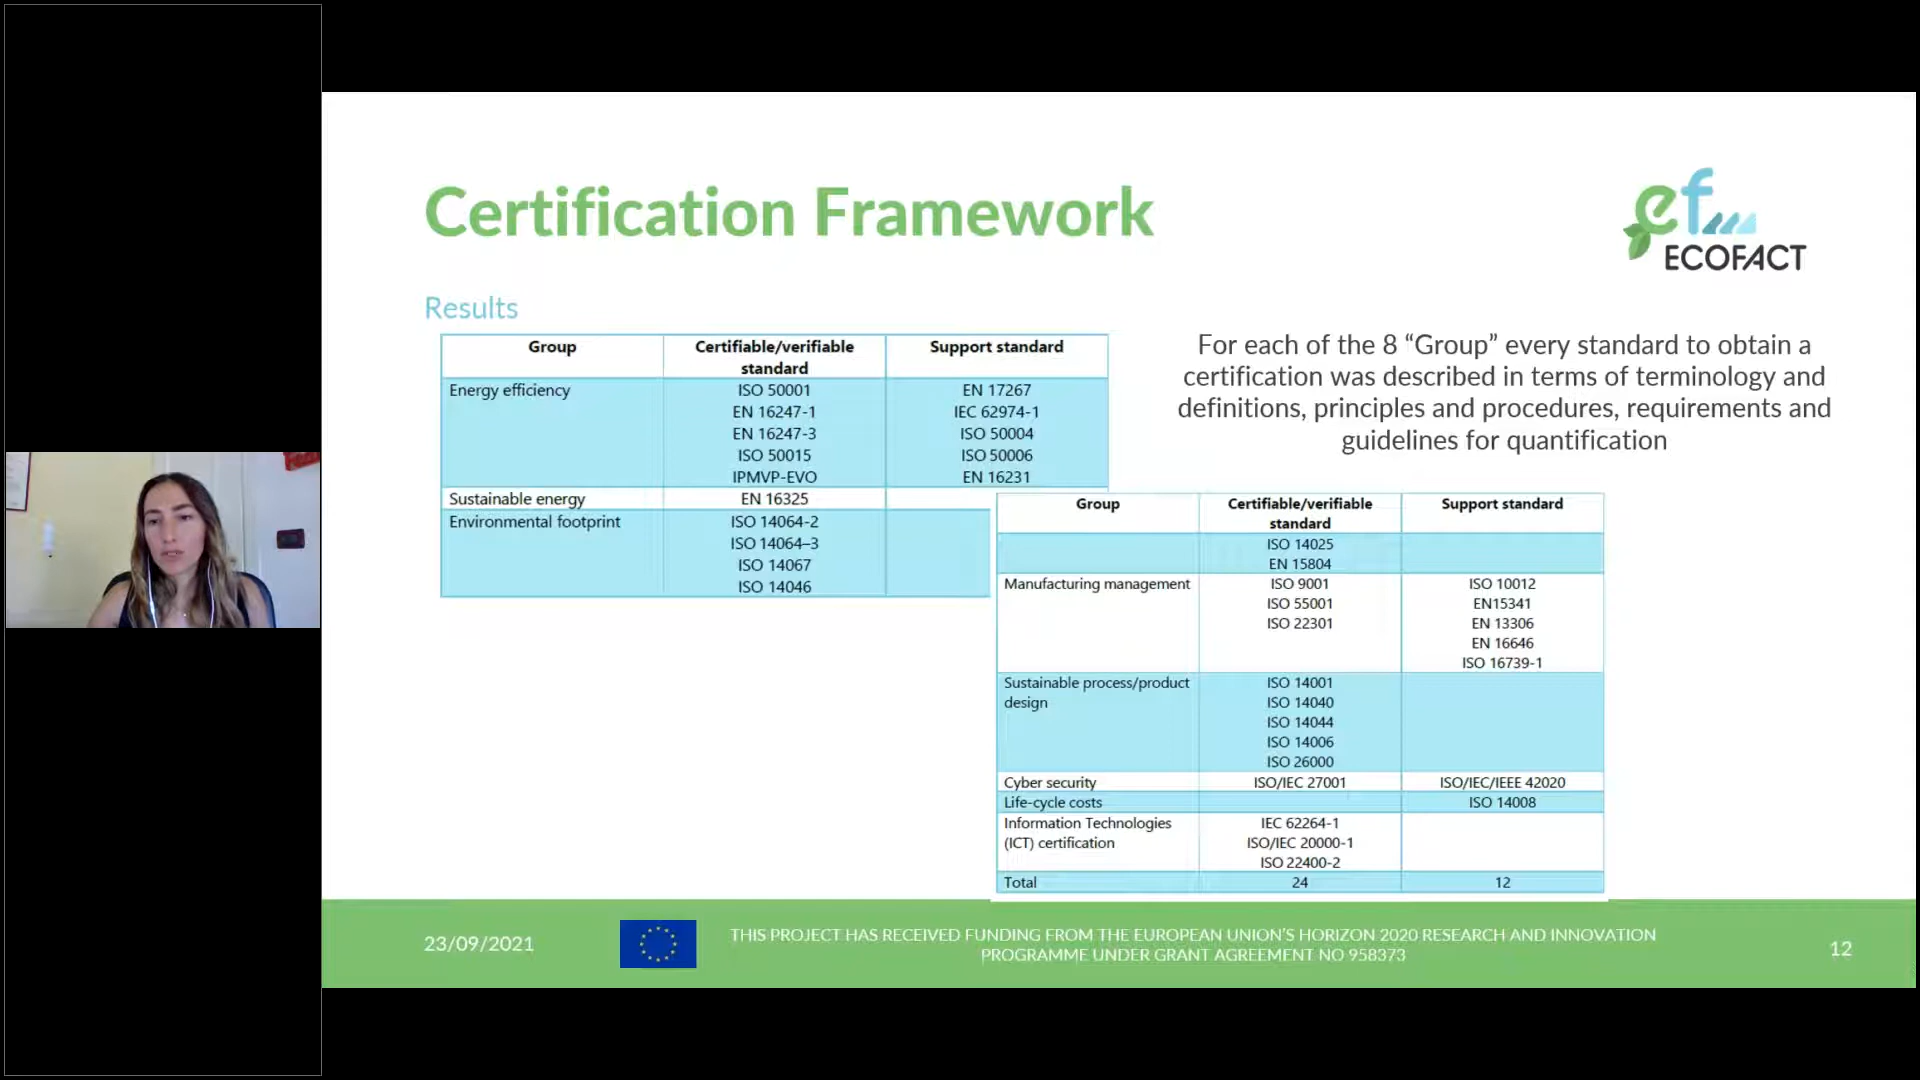 Certification Framework
ef
ECOFACT
Results
Group Certifiable/verifiable standard Support standard
Energy efficiency ISO 50001 EN 17267
EN 16247-1 IEC 62974-1
EN 16247-3 ISO 50004
ISO 50015 ISO 50006
IPMVP-EVO EN 16231
Sustainable energy EN 16325
Environmental footprint ISO 14064-2
ISO 14064–3
ISO 14067
ISO 14046
For each of the 8 “Group” every standard to obtain a
certification was described in terms of terminology and
definitions, principles and procedures, requirements and
guidelines for quantification
Group Certifiable/verifiable standard Support standard
ISO 14025
EN 15804
Manufacturing management ISO 9001 ISO 10012
ISO 55001 EN15341
ISO 22301 EN 13306
EN 16646
ISO 16739-1
Sustainable process/product ISO 14001
design ISO 14040
ISO 14044
ISO 14006
ISO 26000
Cyber security ISO/IEC 27001 ISO/IEC/IEEE 42020
Life-cycle costs ISO 14008
Information Technologies IEC 62264-1
(ICT) certification ISO/IEC 20000-1
ISO 22400-2
Total 24 12
23/09/2021
THIS PROJECT HAS RECEIVED FUNDING FROM THE EUROPEAN UNION’S HORIZON 2020 RESEARCH AND INNOVATION
PROGRAMME UNDER GRANT AGREEMENT NO 958373
12